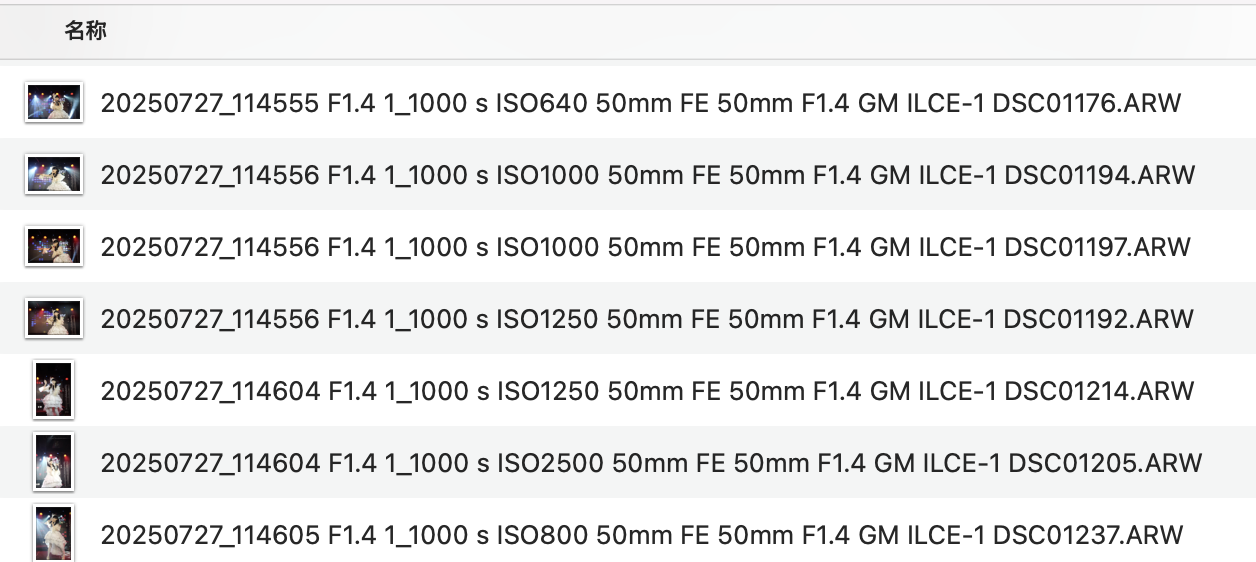 名称
20250727_114555 F1.4 1_1000 s ISO640 50mm FE 50mm F1.4 GM ILCE-1 DSC01176.ARW
20250727_114556 F1.4 1_1000 s ISO1000 50mm FE 50mm F1.4 GM ILCE-1 DSC01194.ARW
20250727_114556 F1.4 1_1000 s ISO1000 50mm FE 50mm F1.4 GM ILCE-1 DSC01197.ARW
20250727_114556 F1.4 1_1000 s ISO1250 50mm FE 50mm F1.4 GM ILCE-1 DSC01192.ARW
20250727_114604 F1.4 1_1000 s ISO1250 50mm FE 50mm F1.4 GM ILCE-1 DSC01214.ARW
20250727_114604 F1.4 1_1000 s ISO2500 50mm FE 50mm F1.4 GM ILCE-1 DSC01205.ARW
20250727_114605 F1.4 1_1000 s ISO800 50mm FE 50mm F1.4 GM ILCE-1 DSC01237.ARW